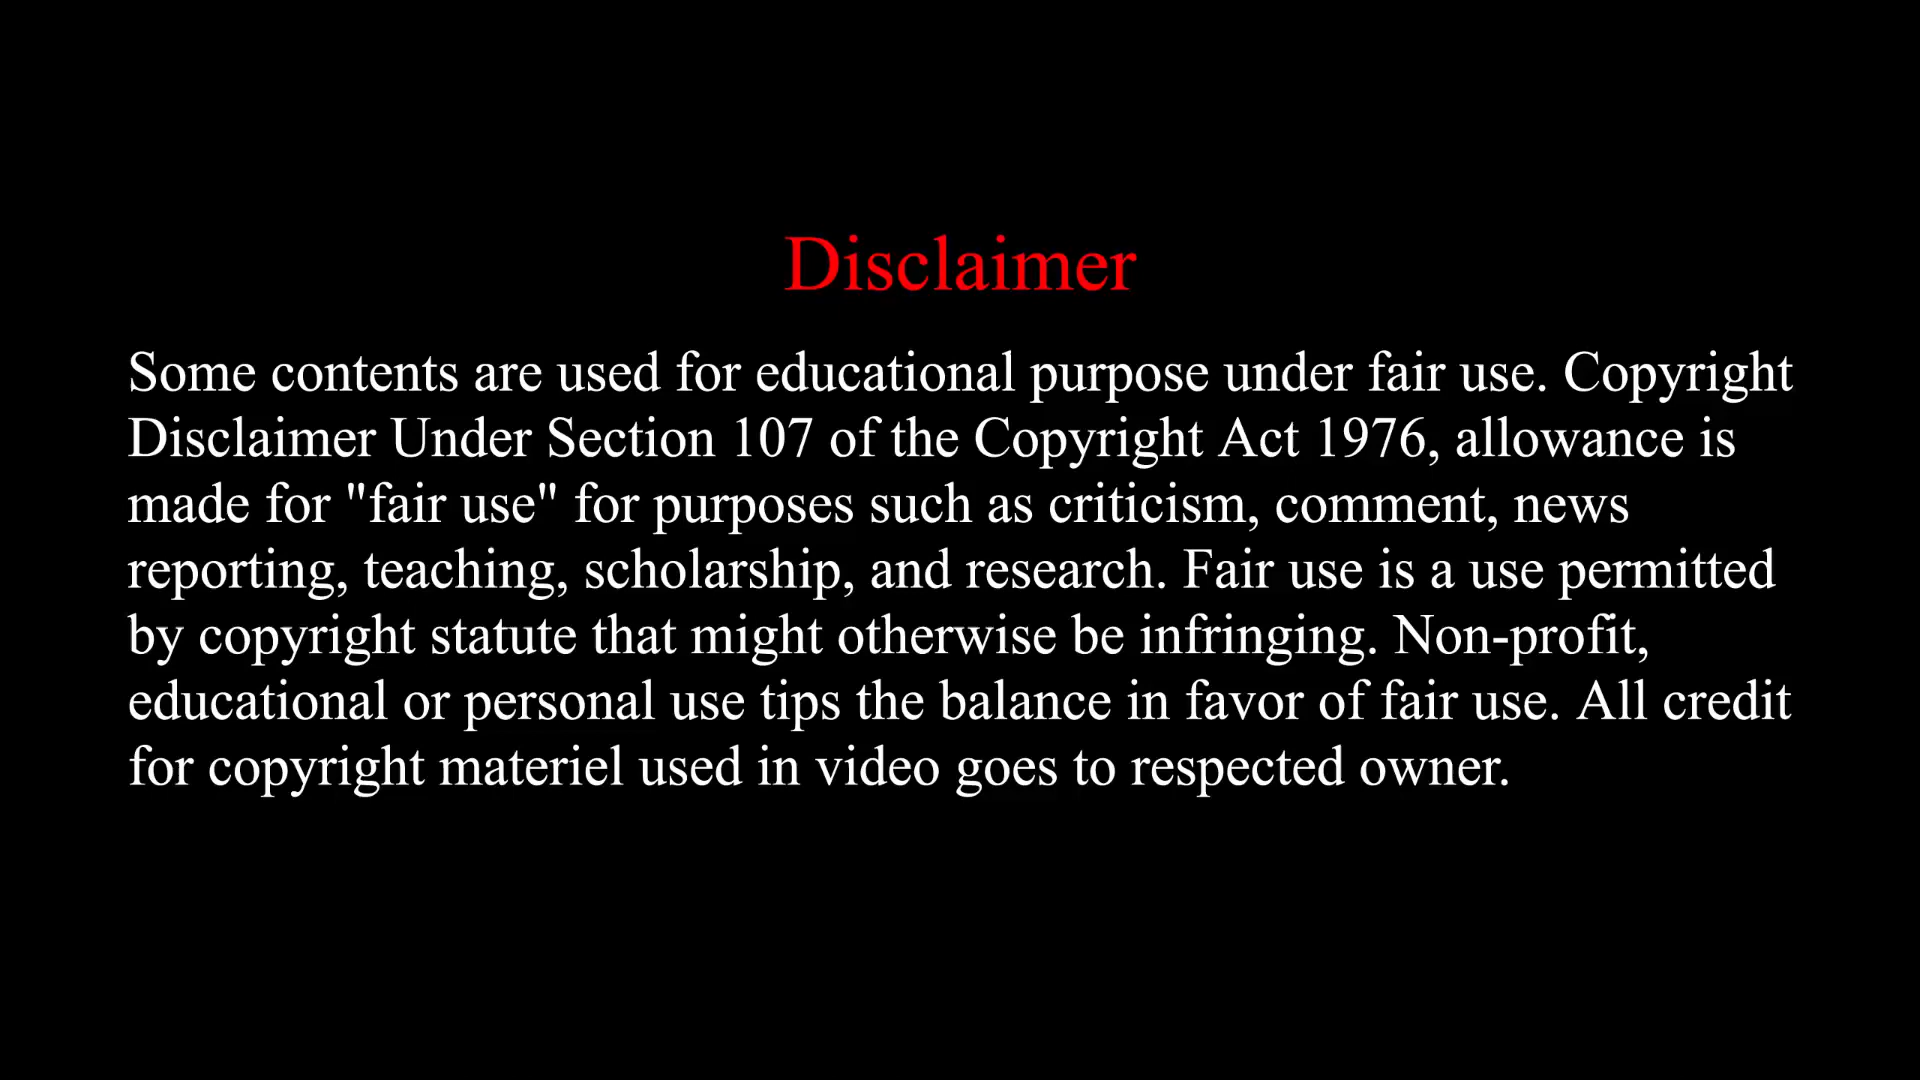 Disclaimer
Some contents are used for educational purpose under fair use. Copyright
Disclaimer Under Section 107 of the Copyright Act 1976, allowance is
made for "fair use" for purposes such as criticism, comment, news
reporting, teaching, scholarship, and research. Fair use is a use permitted
by copyright statute that might otherwise be infringing. Non-profit,
educational or personal use tips the balance in favor of fair use. All credit
for copyright materiel used in video goes to respected owner.